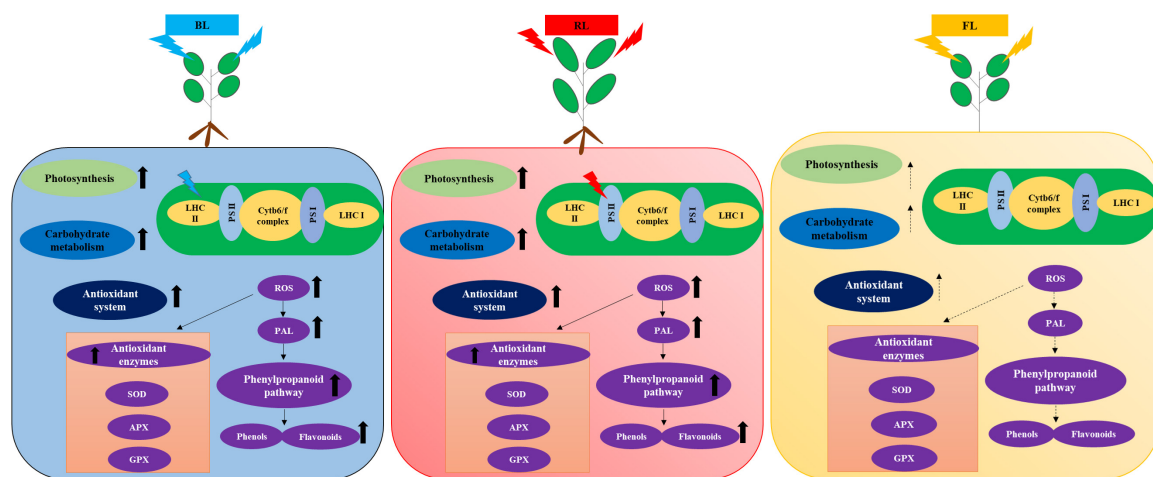 BL
Photosynthesis
LHC
II
PS II
Cytb6/f
complex
PS I
LHC I
Carbohydrate
metabolism
Antioxidant
system
ROS
PAL
Antioxidant
enzymes
Phenylpropanoid
pathway
SOD
APX
GPX
Phenols
Flavonoids
RL
Photosynthesis
LHC
II
PS II
Cytb6/f
complex
PS I
LHC I
Carbohydrate
metabolism
Antioxidant
system
ROS
PAL
Antioxidant
enzymes
Phenylpropanoid
pathway
SOD
APX
GPX
Phenols
Flavonoids
FL
Photosynthesis
LHC
II
PS II
Cytb6/f
complex
PS I
LHC I
Carbohydrate
metabolism
Antioxidant
system
ROS
PAL
Antioxidant
enzymes
Phenylpropanoid
pathway
SOD
APX
GPX
Phenols
Flavonoids